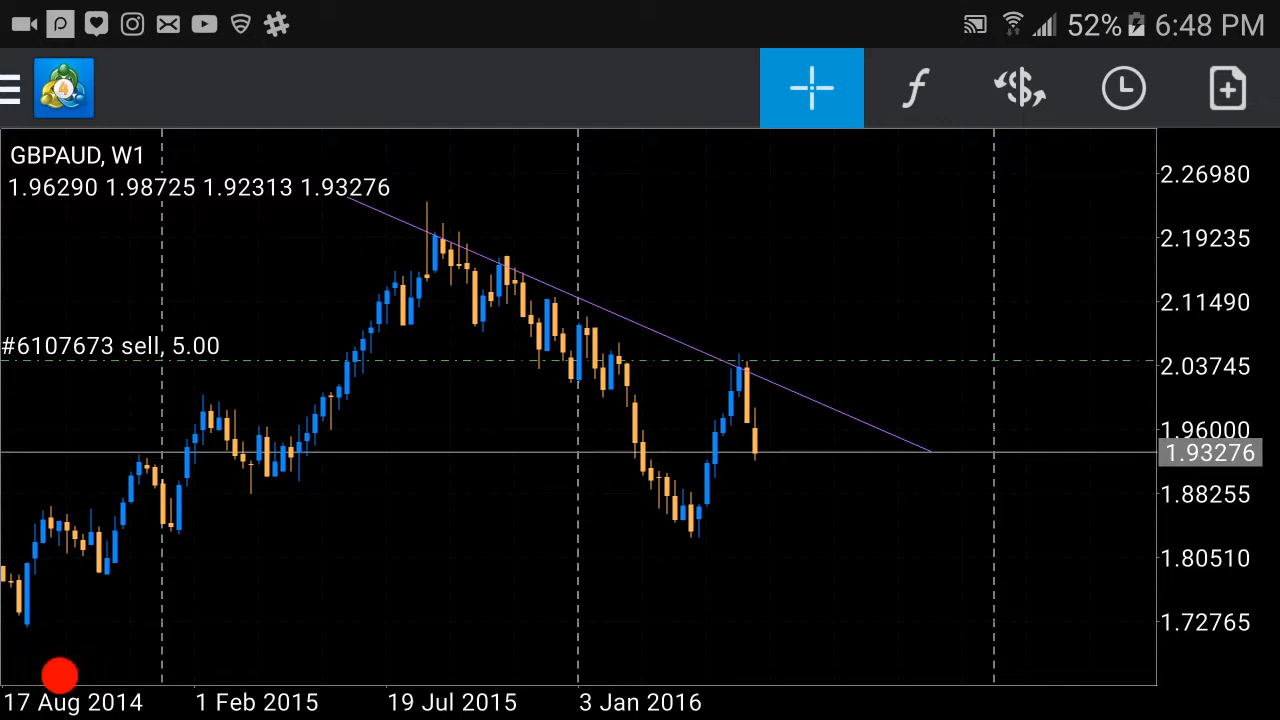 52% 6:48 PM
4 f $
GBPAUD, W1
1.96290 1.98725 1.92313 1.93276
#6107673 sell, 5.00
2.26980
2.19235
2.11490
2.03745
1.96000
1.93276
1.88255
1.80510
1.72765
17 Aug 2014 1 Feb 2015 19 Jul 2015 3 Jan 2016